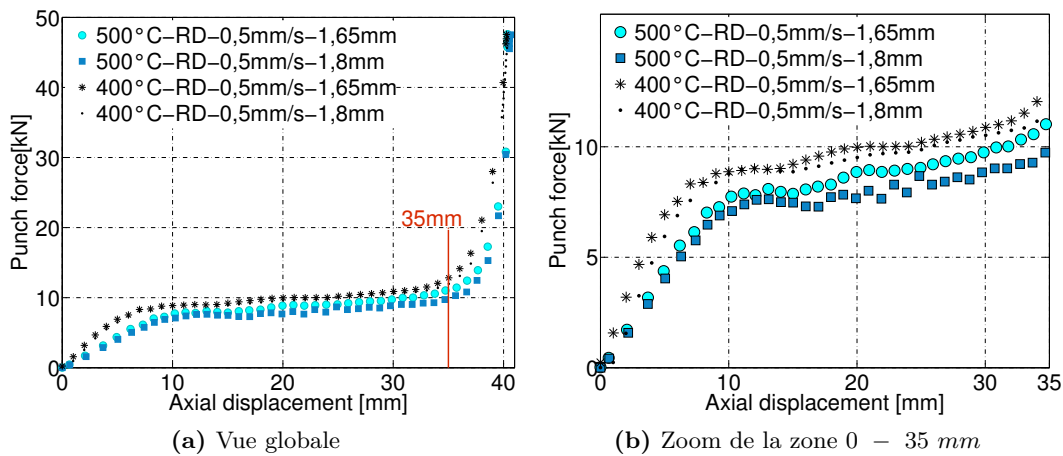 50
40
30
20
10
0
Punch force[kN]
500°C−RD−0,5mm/s−1,65mm
500°C−RD−0,5mm/s−1,8mm
400°C−RD−0,5mm/s−1,65mm
400°C−RD−0,5mm/s−1,8mm
35mm
0 10 20 30 40
Axial displacement [mm]
(a) Vue globale
10
5
0
Punch force[kN]
500°C−RD−0,5mm/s−1,65mm
500°C−RD−0,5mm/s−1,8mm
400°C−RD−0,5mm/s−1,65mm
400°C−RD−0,5mm/s−1,8mm
0 10 20 30 35
Axial displacement [mm]
(b) Zoom de la zone 0 − 35 mm